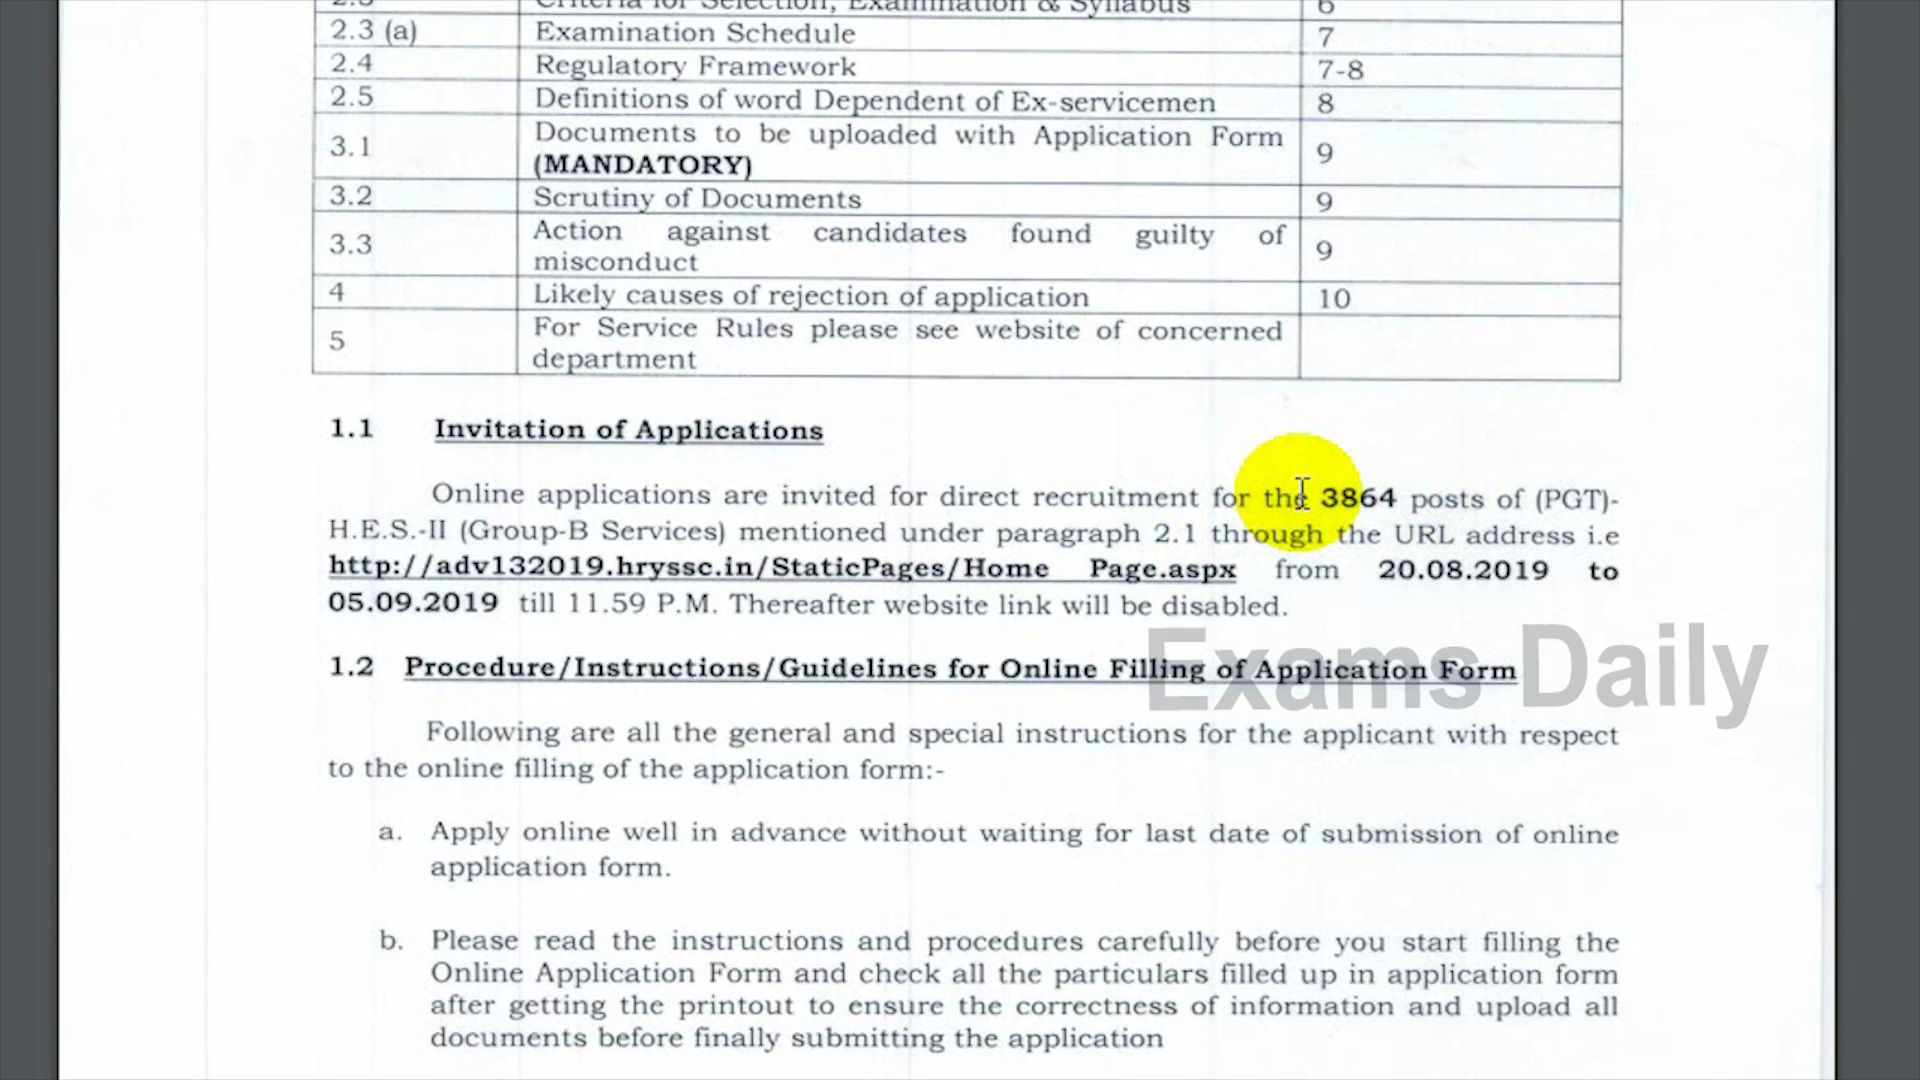 Criteria for Selection, Examination & Syllabus 6
2.3 (a) Examination Schedule 7
2.4 Regulatory Framework 7-8
2.5 Definitions of word Dependent of Ex-servicemen 8
3.1 Documents to be uploaded with Application Form
(MANDATORY) 9
3.2 Scrutiny of Documents 9
3.3 Action against candidates found guilty of
misconduct 9
4 Likely causes of rejection of application 10
5 For Service Rules please see website of concerned
department
1.1 Invitation of Applications
Online applications are invited for direct recruitment for the 3864 posts of (PGT)-
H.E.S.-II (Group-B Services) mentioned under paragraph 2.1 through the URL address i.e
http://adv132019.hryssc.in/StaticPages/Home Page.aspx from 20.08.2019 to
05.09.2019 till 11.59 P.M. Thereafter website link will be disabled.
Exams Daily
1.2 Procedure/Instructions/Guidelines for Online Filling of Application Form
Following are all the general and special instructions for the applicant with respect
to the online filling of the application form:-
a. Apply online well in advance without waiting for last date of submission of online
application form.
b. Please read the instructions and procedures carefully before you start filling the
Online Application Form and check all the particulars filled up in application form
after getting the printout to ensure the correctness of information and upload all
documents before finally submitting the application